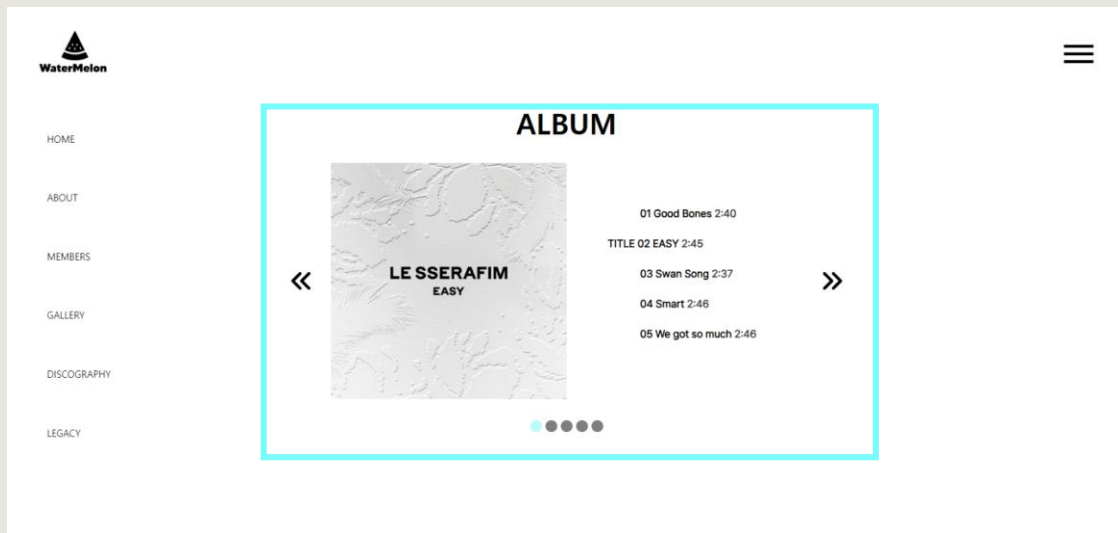 WaterMelon
HOME
ABOUT
MEMBERS
GALLERY
DISCOGRAPHY
LEGACY
ALBUM
LE SSERAFIM
EASY
01 Good Bones 2:40
TITLE 02 EASY 2:45
03 Swan Song 2:37
04 Smart 2:46
05 We got so much 2:46